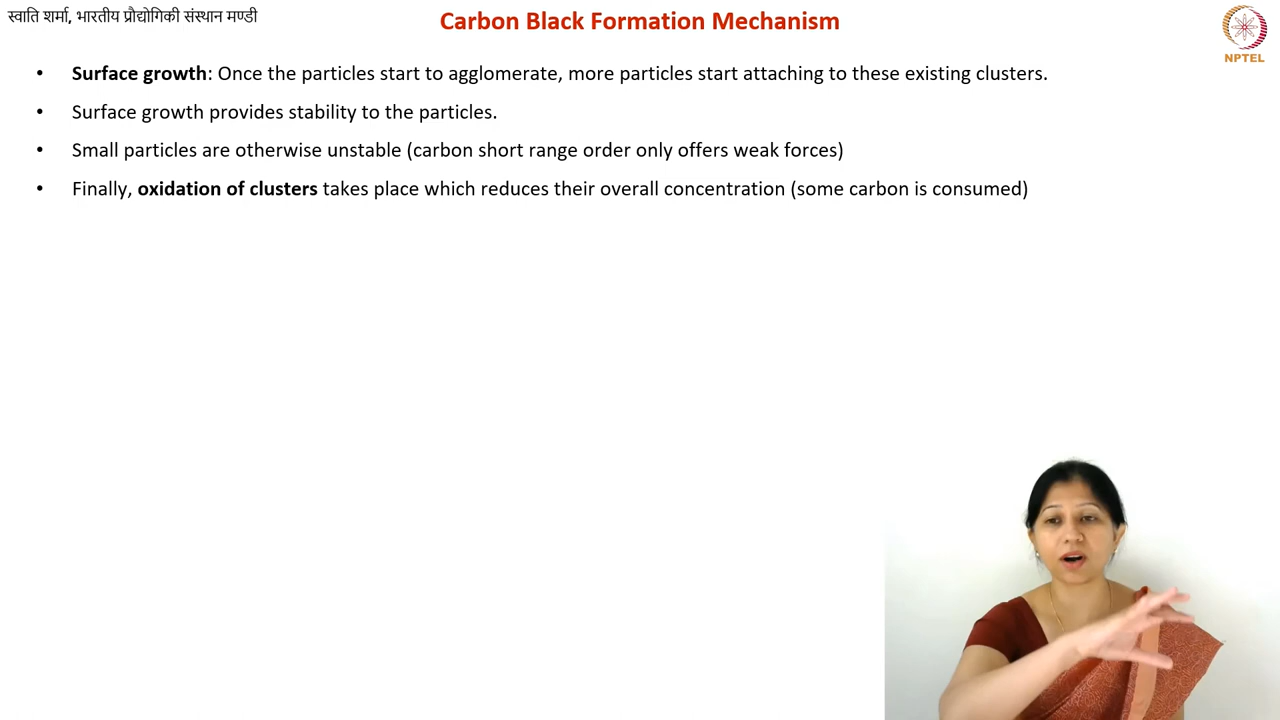 स्वाति शर्मा, भारतीय प्रौद्योगिकी संस्थान मण्डी
Carbon Black Formation Mechanism
NPTEL
• Surface growth: Once the particles start to agglomerate, more particles start attaching to these existing clusters.
• Surface growth provides stability to the particles.
• Small particles are otherwise unstable (carbon short range order only offers weak forces)
• Finally, oxidation of clusters takes place which reduces their overall concentration (some carbon is consumed)